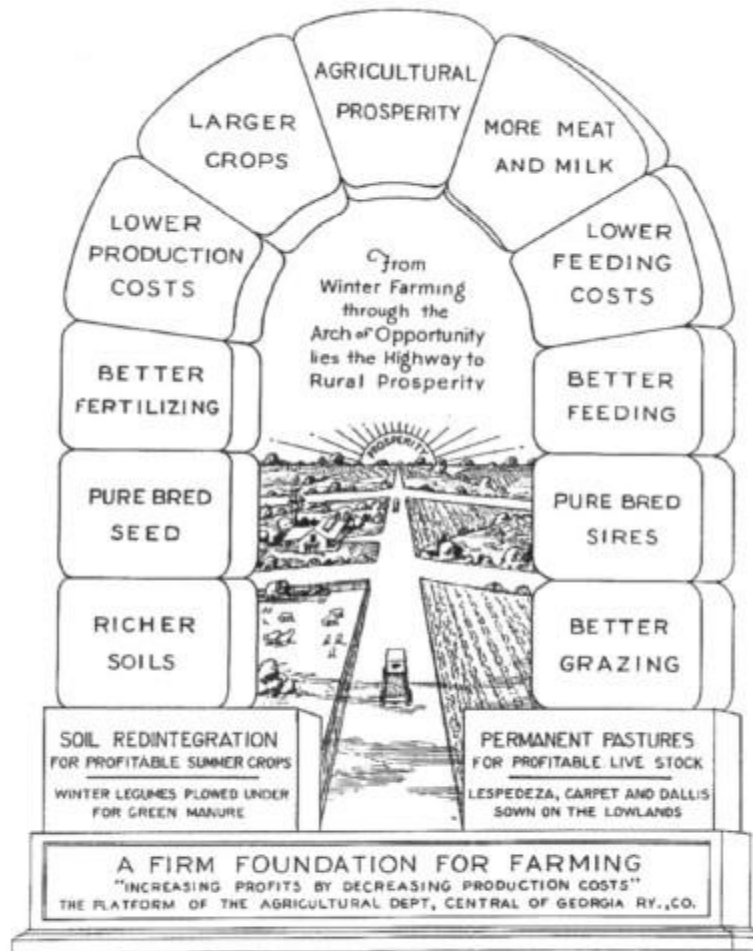 AGRICULTURAL
PROSPERITY
LARGER
CROPS
MORE MEAT
AND MILK
LOWER
PRODUCTION
COSTS
LOWER
FEEDING
COSTS
From
Winter Farming
through the
Arch of Opportunity
lies the Highway to
Rural Prosperity
BETTER
FERTILIZING
BETTER
FEEDING
PROSPERITY
PURE BRED
SEED
PURE BRED
SIRES
RICHER
SOILS
BETTER
GRAZING
SOIL REDINTEGRATION
FOR PROFITABLE SUMMER CROPS
WINTER LEGUMES PLOWED UNDER
FOR GREEN MANURE
PERMANENT PASTURES
FOR PROFITABLE LIVE STOCK
LESPEDEZA, CARPET AND DALLIS
SOWN ON THE LOWLANDS
A FIRM FOUNDATION FOR FARMING
"INCREASING PROFITS BY DECREASING PRODUCTION COSTS"
THE PLATFORM OF THE AGRICULTURAL DEPT, CENTRAL OF GEORGIA RY., CO.